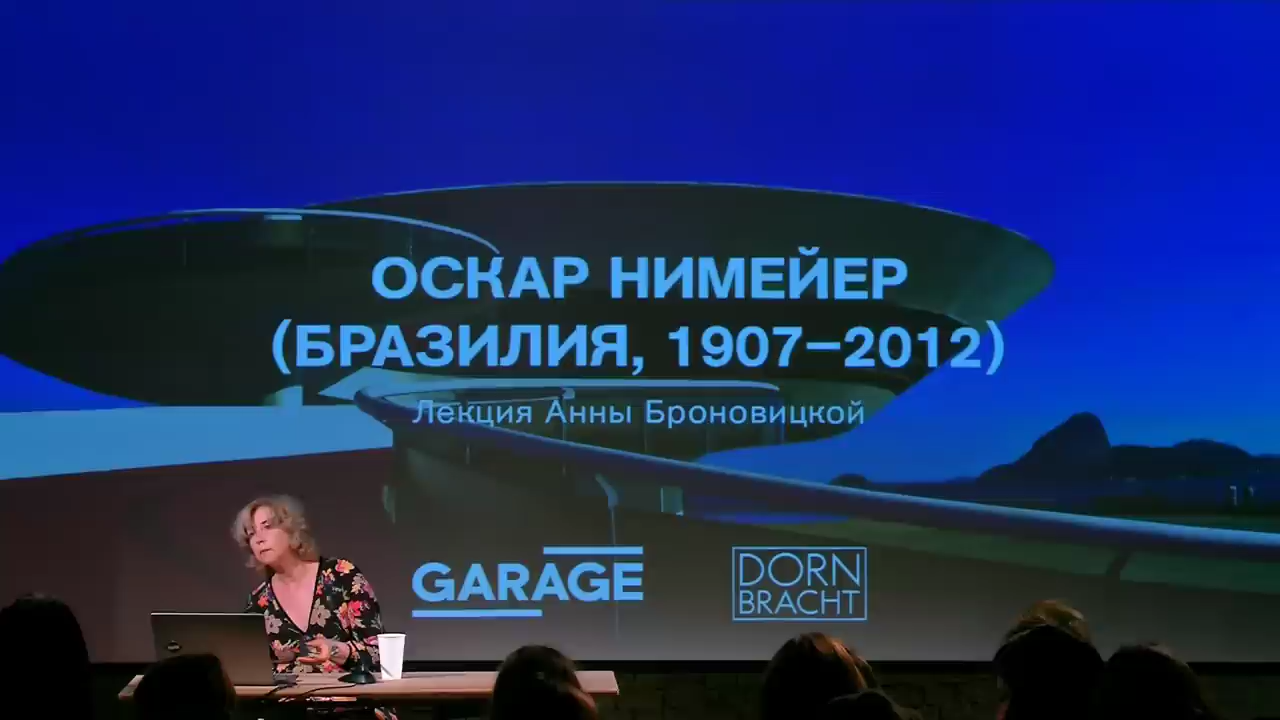 ОСКАР НИМЕЙЕР
(БРАЗИЛИЯ, 1907–2012)
Лекция Анны Броновицкой
GARAGE
DORN
BRACHT